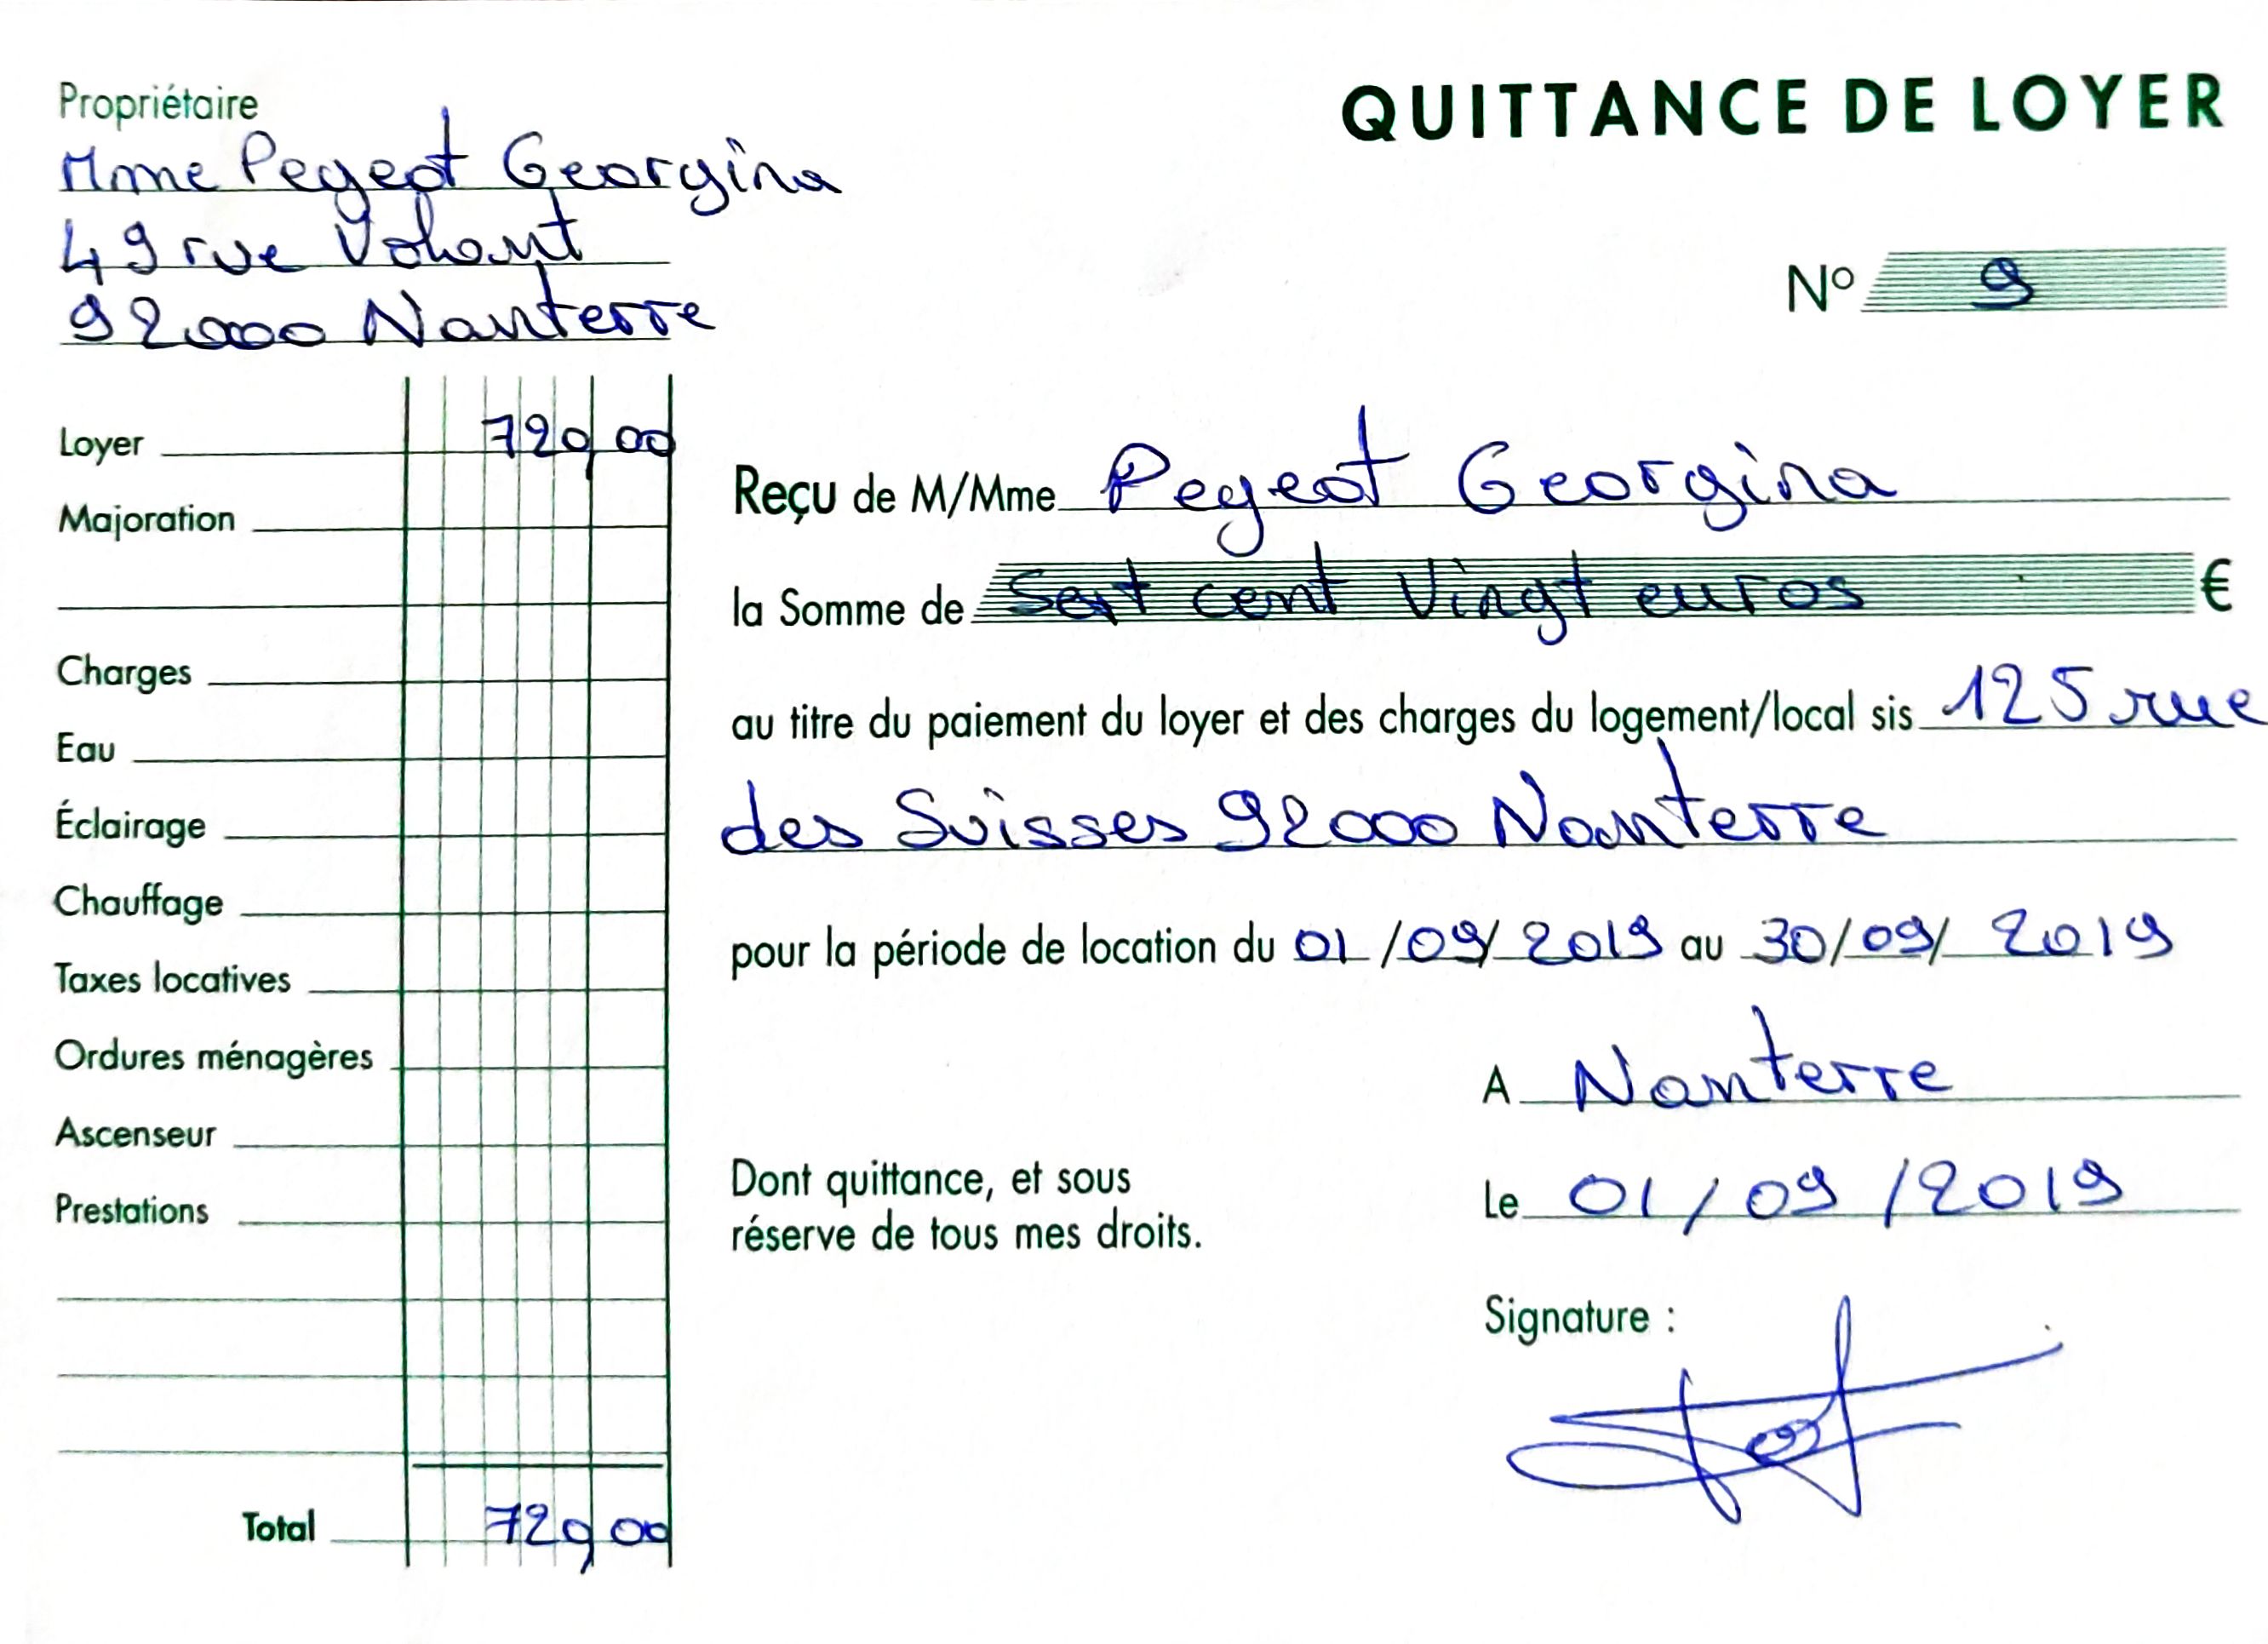 Propriétaire
QUITTANCE DE LOYER
Mme Pegeot Georgina
49 rue Volant
92000 Nanterre
N° 9
Loyer 720,00
Majoration
Charges
Eau
Éclairage
Chauffage
Taxes locatives
Ordures ménagères
Ascenseur
Prestations
Total 720,00
Reçu de M/Mme Pegeot Georgina
la Somme de Sept cent Vingt euros €
au titre du paiement du loyer et des charges du logement/local sis 125 rue
des Suisses 92000 Nanterre
pour la période de location du 01/09/2019 au 30/09/2019
A Nanterre
Dont quittance, et sous
réserve de tous mes droits.
Le 01/09/2019
Signature :